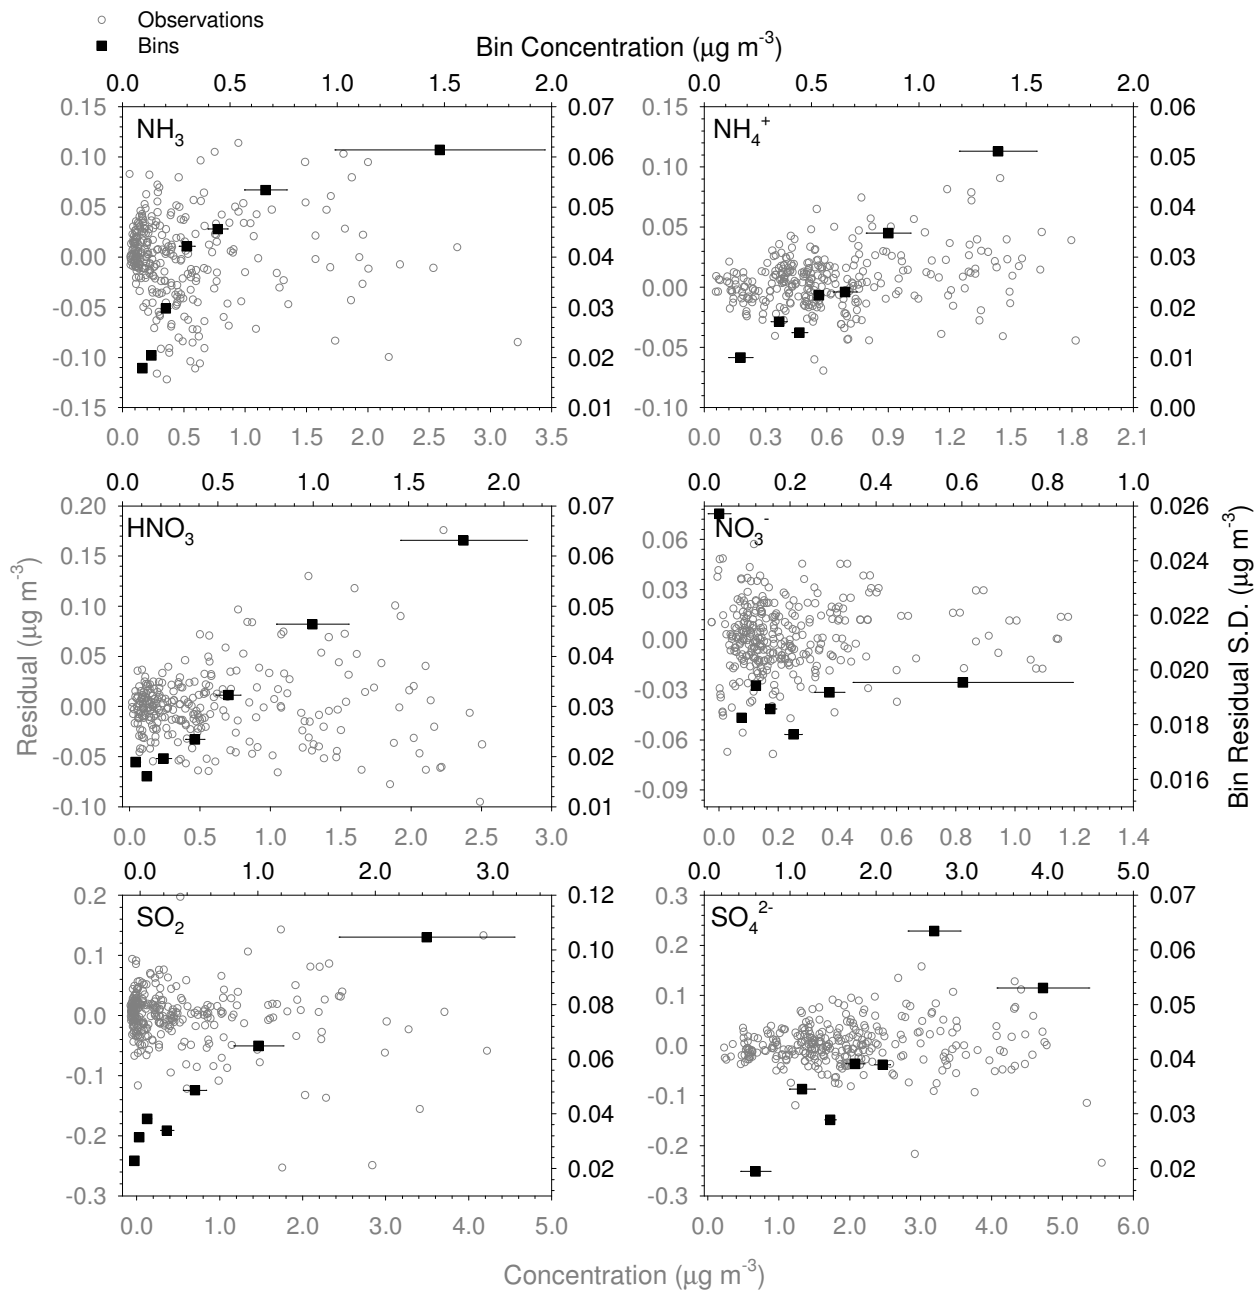 Observations
Bins
Bin Concentration (μg m-3)
0.0 0.5 1.0 1.5 2.0
0.0 0.5 1.0 1.5 2.0
0.15 0.10 0.05 0.00 -0.05 -0.10 -0.15
NH3
0.07 0.06 0.05 0.04 0.03 0.02 0.01
0.15 0.10 0.05 0.00 -0.05 -0.10
NH4+
0.06 0.05 0.04 0.03 0.02 0.01 0.00
0.0 0.5 1.0 1.5 2.0 2.5 3.0 3.5
0.0 0.3 0.6 0.9 1.2 1.5 1.8 2.1
0.0 0.5 1.0 1.5 2.0
0.0 0.2 0.4 0.6 0.8 1.0
Residual (μg m-3)
0.20 0.15 0.10 0.05 0.00 -0.05 -0.10
HNO3
0.07 0.06 0.05 0.04 0.03 0.02 0.01
0.06 0.03 0.00 -0.03 -0.06 -0.09
NO3-
0.026 0.024 0.022 0.020 0.018 0.016
Bin Residual S.D. (μg m-3)
0.0 0.5 1.0 1.5 2.0 2.5 3.0
0.0 0.2 0.4 0.6 0.8 1.0 1.2 1.4
0.0 1.0 2.0 3.0
0.0 1.0 2.0 3.0 4.0 5.0
0.2 0.1 0.0 -0.1 -0.2 -0.3
SO2
0.12 0.10 0.08 0.06 0.04 0.02
0.3 0.2 0.1 0.0 -0.1 -0.2 -0.3
SO42-
0.07 0.06 0.05 0.04 0.03 0.02
0.0 1.0 2.0 3.0 4.0 5.0
0.0 1.0 2.0 3.0 4.0 5.0 6.0
Concentration (μg m-3)